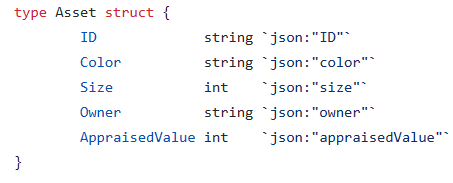 type Asset struct {
        ID             string `json:"ID"`
        Color          string `json:"color"`
        Size           int    `json:"size"`
        Owner          string `json:"owner"`
        AppraisedValue int    `json:"appraisedValue"`
}